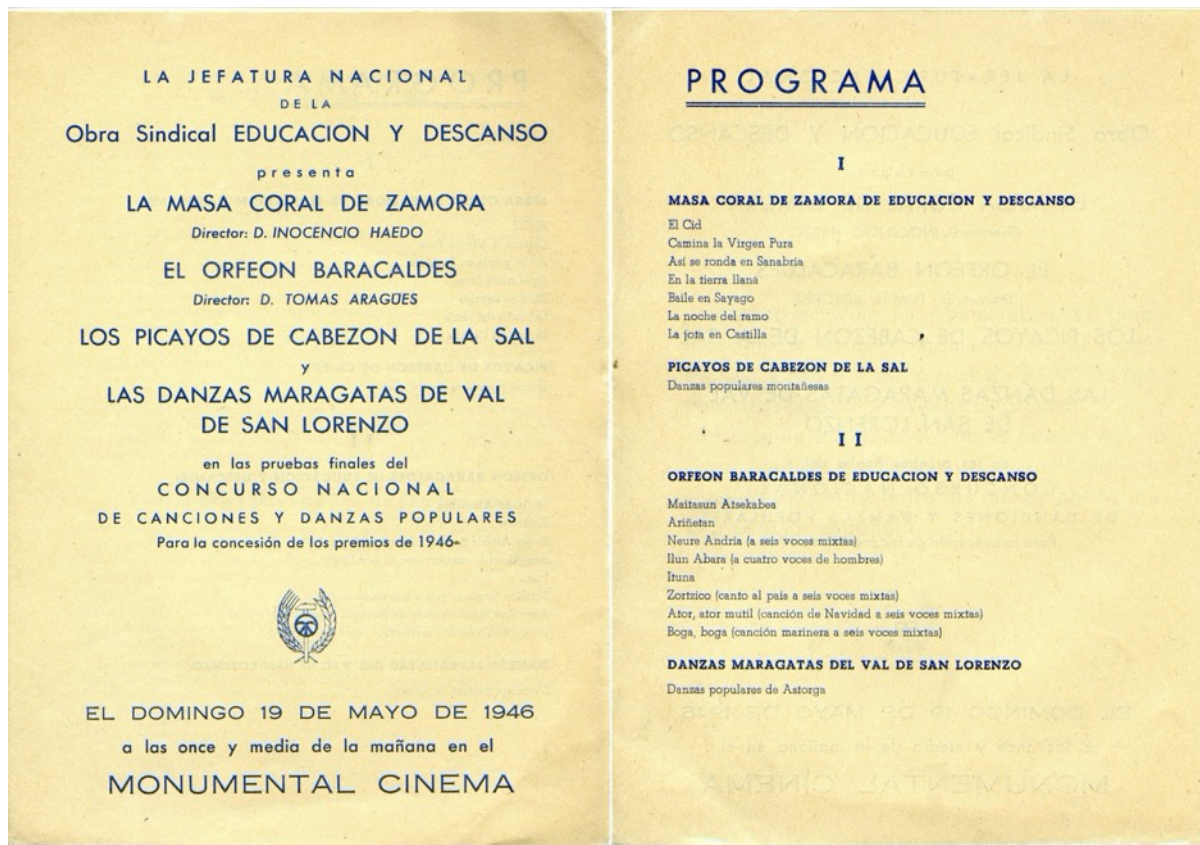 LA JEFATURA NACIONAL
DE LA
Obra Sindical EDUCACION Y DESCANSO
presenta
LA MASA CORAL DE ZAMORA
Director: D. INOCENCIO HAEDO
EL ORFEON BARACALDES
Director: D. TOMAS ARAGÜES
LOS PICAYOS DE CABEZON DE LA SAL
y
LAS DANZAS MARAGATAS DE VAL
DE SAN LORENZO
en las pruebas finales del
CONCURSO NACIONAL
DE CANCIONES Y DANZAS POPULARES
Para la concesión de los premios de 1946-
EL DOMINGO 19 DE MAYO DE 1946
a las once y media de la mañana en el
MONUMENTAL CINEMA
PROGRAMA
I
MASA CORAL DE ZAMORA DE EDUCACION Y DESCANSO
El Cid
Camina la Virgen Pura
Así se ronda en Sanabria
En la tierra llana
Baile en Sayago
La noche del ramo
La jota en Castilla
PICAYOS DE CABEZON DE LA SAL
Danzas populares montañesas
II
ORFEON BARACALDES DE EDUCACION Y DESCANSO
Maitasun Atsekabea
Ariñetan
Neure Andria (a seis voces mixtas)
Ilun Abara (a cuatro voces de hombres)
Ituna
Zortzico (canto al pais a seis voces mixtas)
Ator, ator mutil (canción de Navidad a seis voces mixtas)
Boga, boga (canción marinera a seis voces mixtas)
DANZAS MARAGATAS DEL VAL DE SAN LORENZO
Danzas populares de Astorga